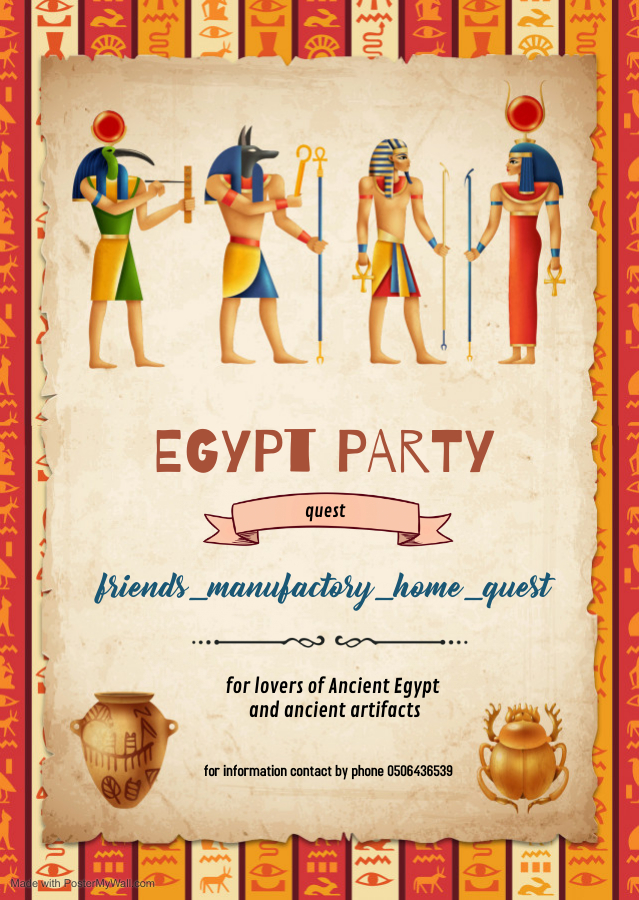 EGYPT PARTY
quest
friends_manufactory_home_quest
for lovers of Ancient Egypt
and ancient artifacts
for information contact by phone 0506436539
Made with PosterMyWall.com